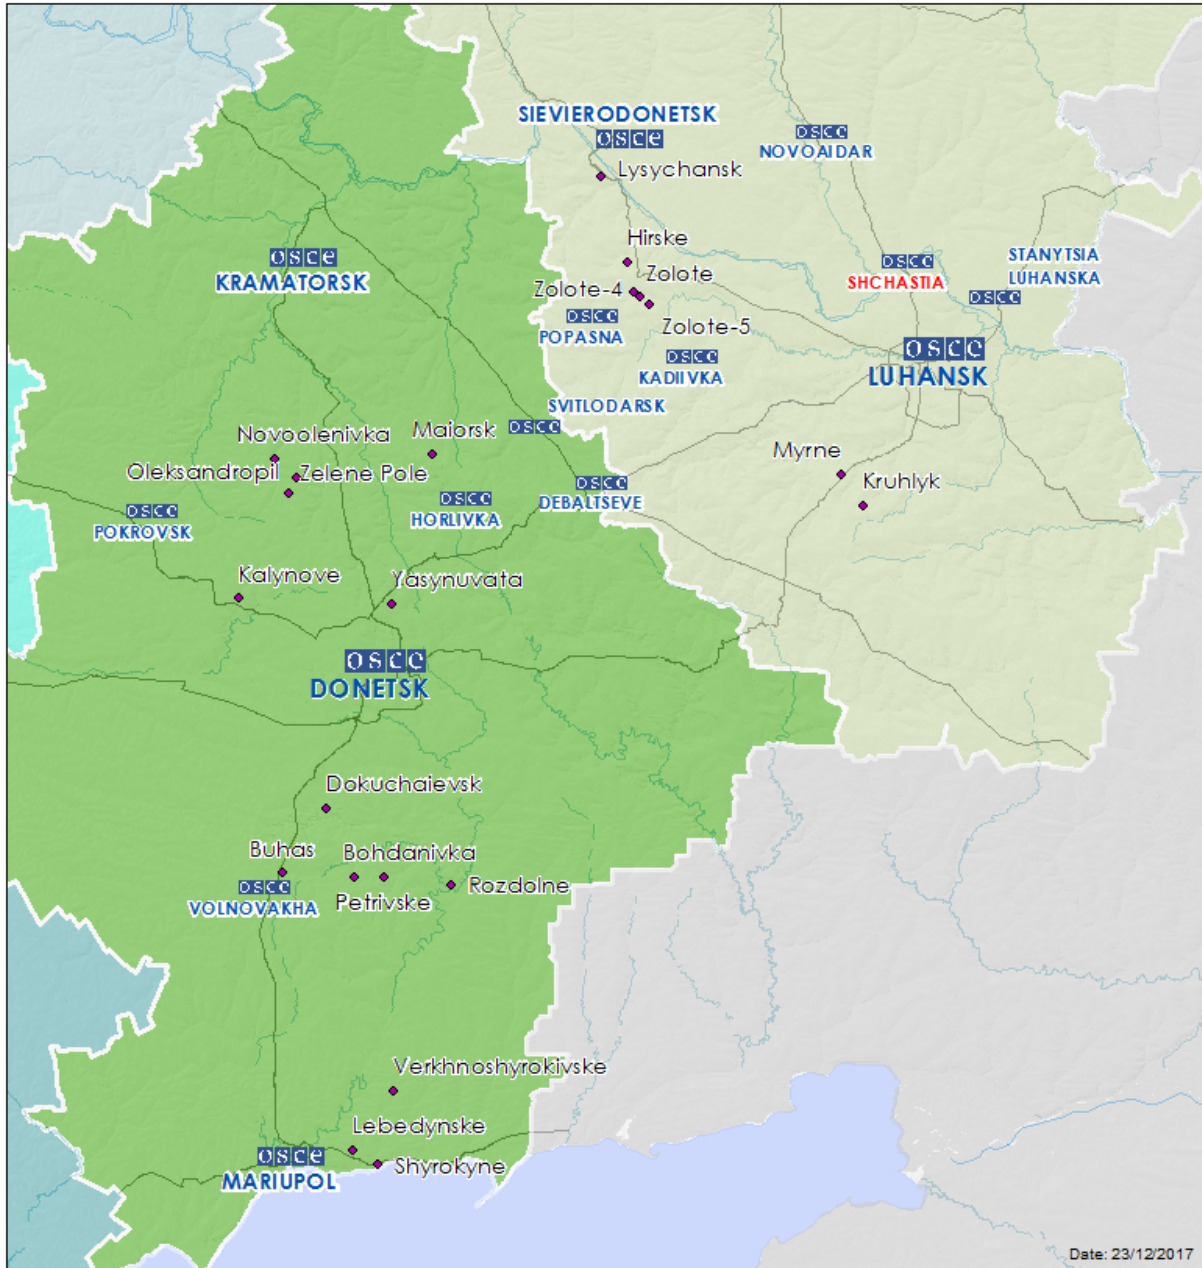 SIEVIERODONETSK
osce
OSCE
NOVOAIDAR
Lysychansk
Hirske
Zolote
Zolote-4
Zolote-5
OSCE
POPASNA
OSCE
KADIIVKA
STANYTSIA
LUHANSKA
OSCE
OSCE
SHCHASTIA
osce
LUHANSK
osce
KRAMATORSK
SVITLODARSK
OSCE
Novoolenivka
Maiorsk
Oleksandropil
Zelene Pole
Myrne
Kruhlyk
OSCE
POKROVSK
OSCE
HORLIVKA
OSCE
DEBALTSEVE
Kalynove
Yasynuvata
osce
DONETSK
Dokuchaievsk
Buhas
Bohdanivka
Petrivske
Rozdolne
OSCE
VOLNOVAKHA
Verkhnoshyrokivske
Lebedynske
Shyrokyne
osce
MARIUPOL
Date: 23/12/2017